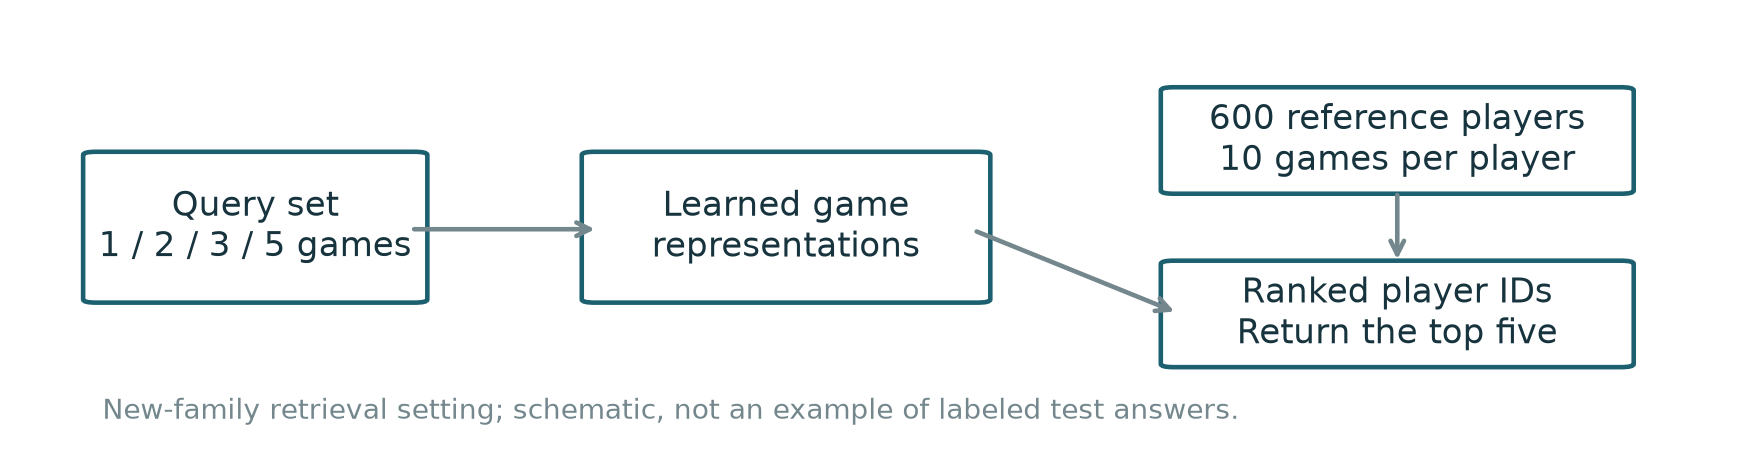 Query set
1 / 2 / 3 / 5 games
Learned game
representations
600 reference players
10 games per player
Ranked player IDs
Return the top five
New-family retrieval setting; schematic, not an example of labeled test answers.